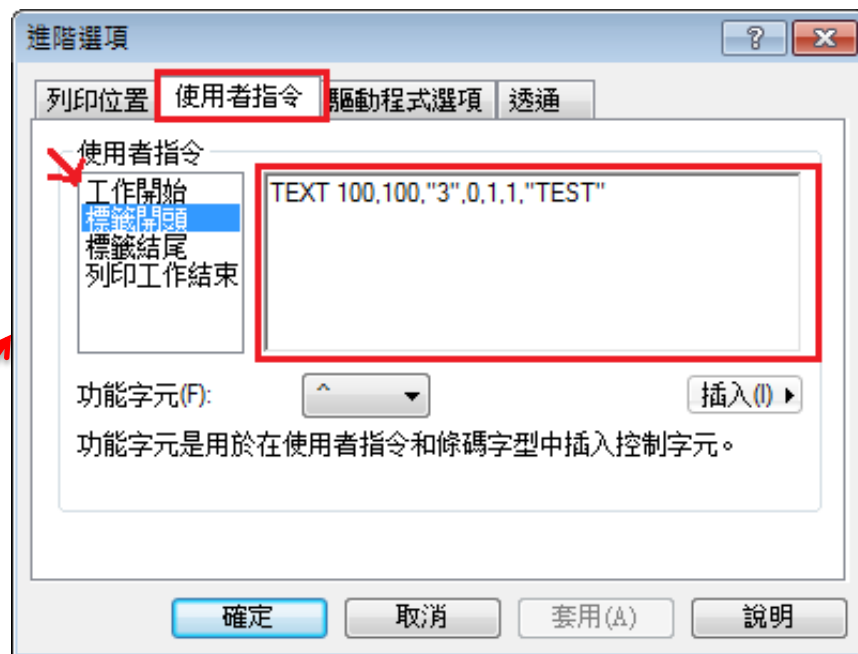 進階選項
列印位置 使用者指令 驅動程式選項 透通
使用者指令
工作開始
標籤開頭
標籤結尾
列印工作結束
TEXT 100,100,"3",0,1,1,"TEST"
功能字元(F): ^ 插入(I)
功能字元是用於在使用者指令和條碼字型中插入控制字元。
確定 取消 套用(A) 說明